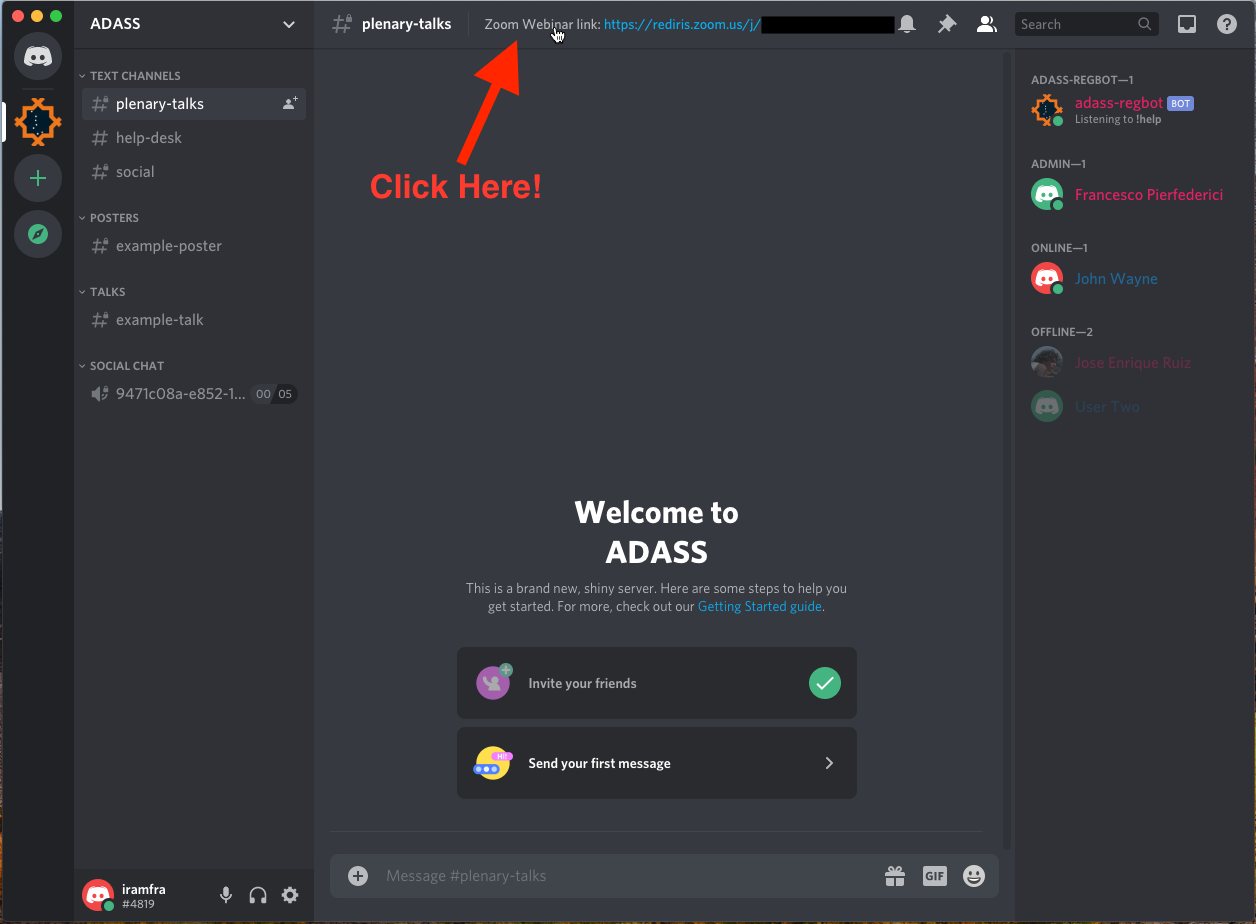 ADASS
TEXT CHANNELS
plenary-talks
help-desk
social
POSTERS
example-poster
TALKS
example-talk
SOCIAL CHAT
9471c08a-e852-1... 00 05
iramfra
#4819
plenary-talks
Zoom Webinar link: https://rediris.zoom.us/j/
Search
Click Here!
Welcome to
ADASS
This is a brand new, shiny server. Here are some steps to help you
get started. For more, check out our Getting Started guide.
Invite your friends
Hi!
Send your first message
Message #plenary-talks
GIF
ADASS-REGBOT—1
adass-regbot BOT
Listening to !help
ADMIN—1
Francesco Pierfederici
ONLINE—1
John Wayne
OFFLINE—2
Jose Enrique Ruiz
User Two